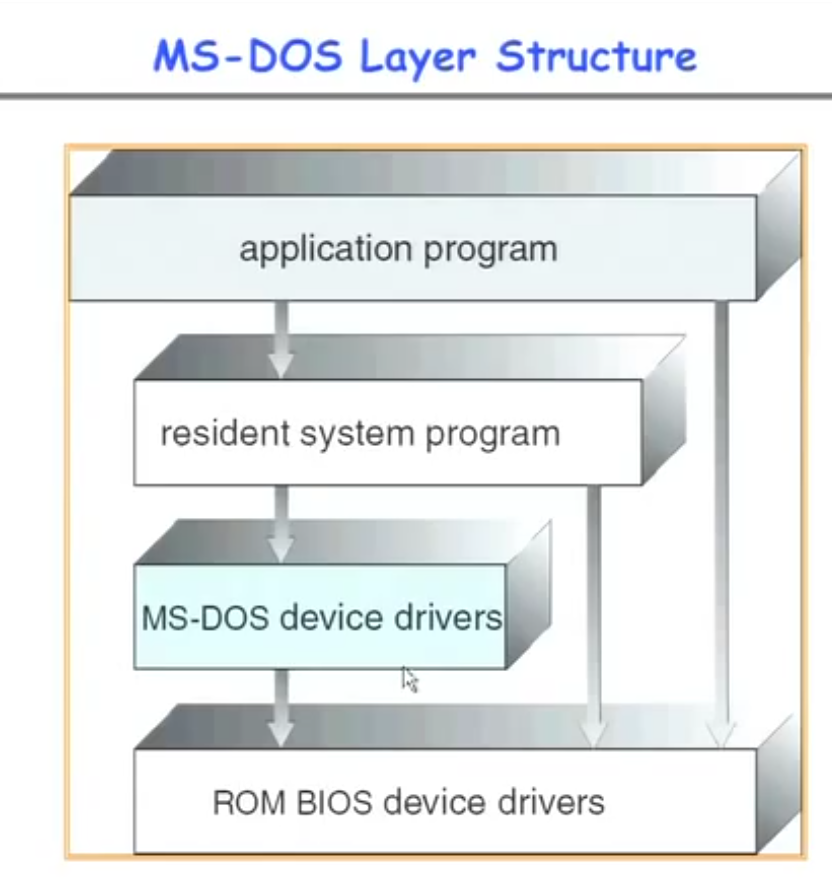 MS-DOS Layer Structure
application program
resident system program
MS-DOS device drivers
ROM BIOS device drivers